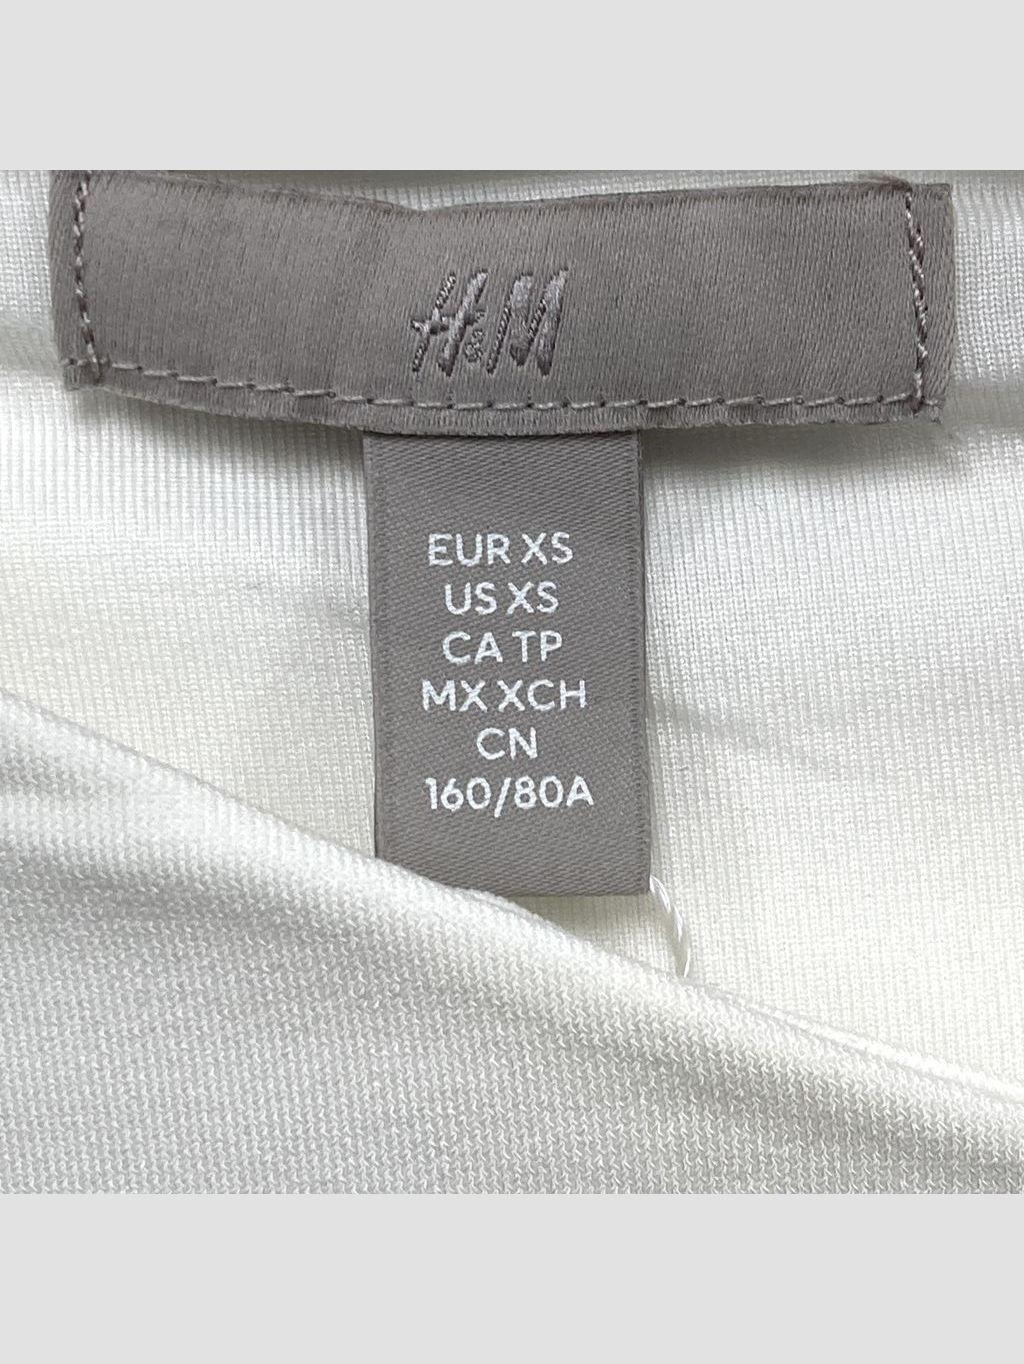 H&M
EUR XS
US XS
CA TP
MX XCH
CN
160/80A